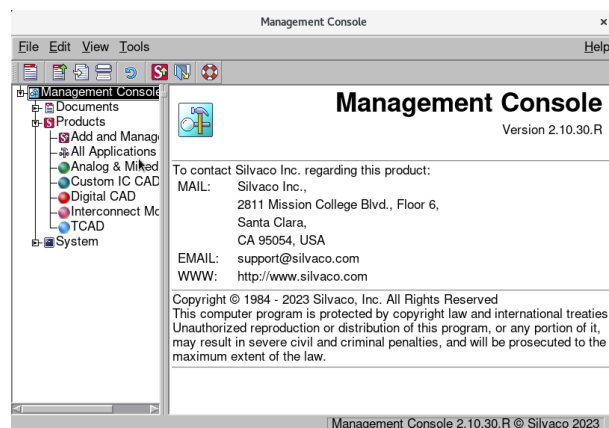 Management Console
×
File Edit View Tools
Help
Management Console
Documents
Products
Add and Manag
All Applications
Analog & Mixed
Custom IC CAD
Digital CAD
Interconnect Mo
TCAD
System
Management Console
Version 2.10.30.R
To contact Silvaco Inc. regarding this product:
MAIL: Silvaco Inc.,
2811 Mission College Blvd., Floor 6,
Santa Clara,
CA 95054, USA
EMAIL: support@silvaco.com
WWW: http://www.silvaco.com
Copyright © 1984 - 2023 Silvaco, Inc. All Rights Reserved
This computer program is protected by copyright law and international treaties
Unauthorized reproduction or distribution of this program, or any portion of it,
may result in severe civil and criminal penalties, and will be prosecuted to the
maximum extent of the law.
Management Console 2.10.30.R © Silvaco 2023